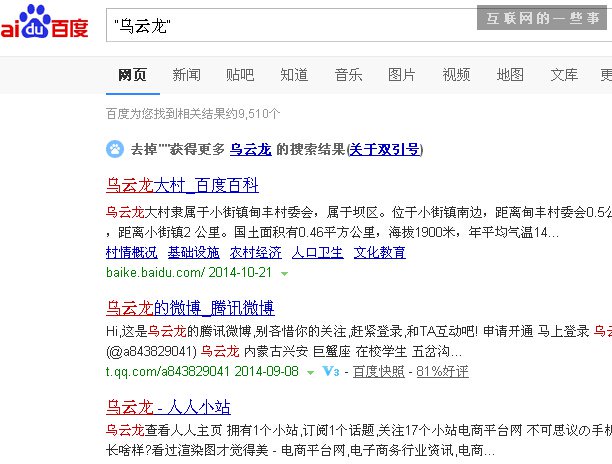 ai du 百度
"乌云龙"
互联网的一些事
网页 新闻 贴吧 知道 音乐 图片 视频 地图 文库
百度为您找到相关结果约9,510个
去掉""获得更多 乌云龙 的搜索结果(关于双引号)
乌云龙大村_百度百科
乌云龙大村隶属于小街镇甸丰村委会，属于坝区。位于小街镇南边，距离甸丰村委会0.5公
，距离小街镇2 公里。国土面积有0.46平方公里，海拔1900米，年平均气温14...
村情概况 基础设施 农村经济 人口卫生 文化教育
baike.baidu.com/ 2014-10-21
乌云龙的微博_腾讯微博
Hi,这是乌云龙的腾讯微博,别吝惜你的关注,赶紧登录,和TA互动吧! 申请开通 马上登录 乌云
(@a843829041) 乌云龙 内蒙古兴安 巨蟹座 在校学生 五岔沟...
t.qq.com/a843829041 2014-09-08 V3 - 百度快照 - 81%好评
乌云龙 - 人人小站
乌云龙查看人人主页 拥有1个小站,订阅1个话题,关注17个小站电商平台网 不可思议の手机
长啥样?看过渲染图才觉得美 - 电商平台网,电子商务行业资讯,电商...